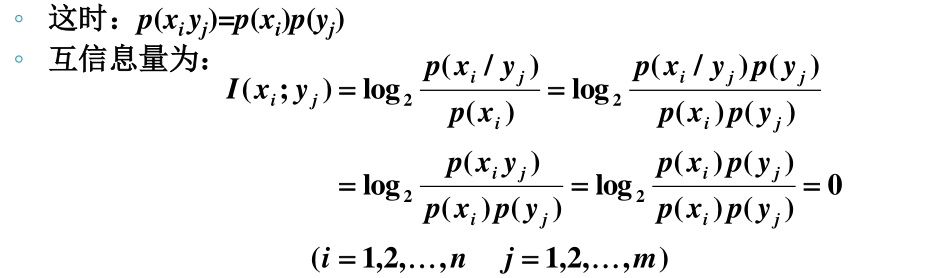 ◦ 这时：p(xᵢyⱼ)=p(xᵢ)p(yⱼ)
◦ 互信息量为：
I(xᵢ;yⱼ) = log₂ p(xᵢ/yⱼ)/p(xᵢ) = log₂ p(xᵢ/yⱼ)p(yⱼ)/p(xᵢ)p(yⱼ)
= log₂ p(xᵢyⱼ)/p(xᵢ)p(yⱼ) = log₂ p(xᵢ)p(yⱼ)/p(xᵢ)p(yⱼ) = 0
(i = 1,2,…,n j = 1,2,…,m)